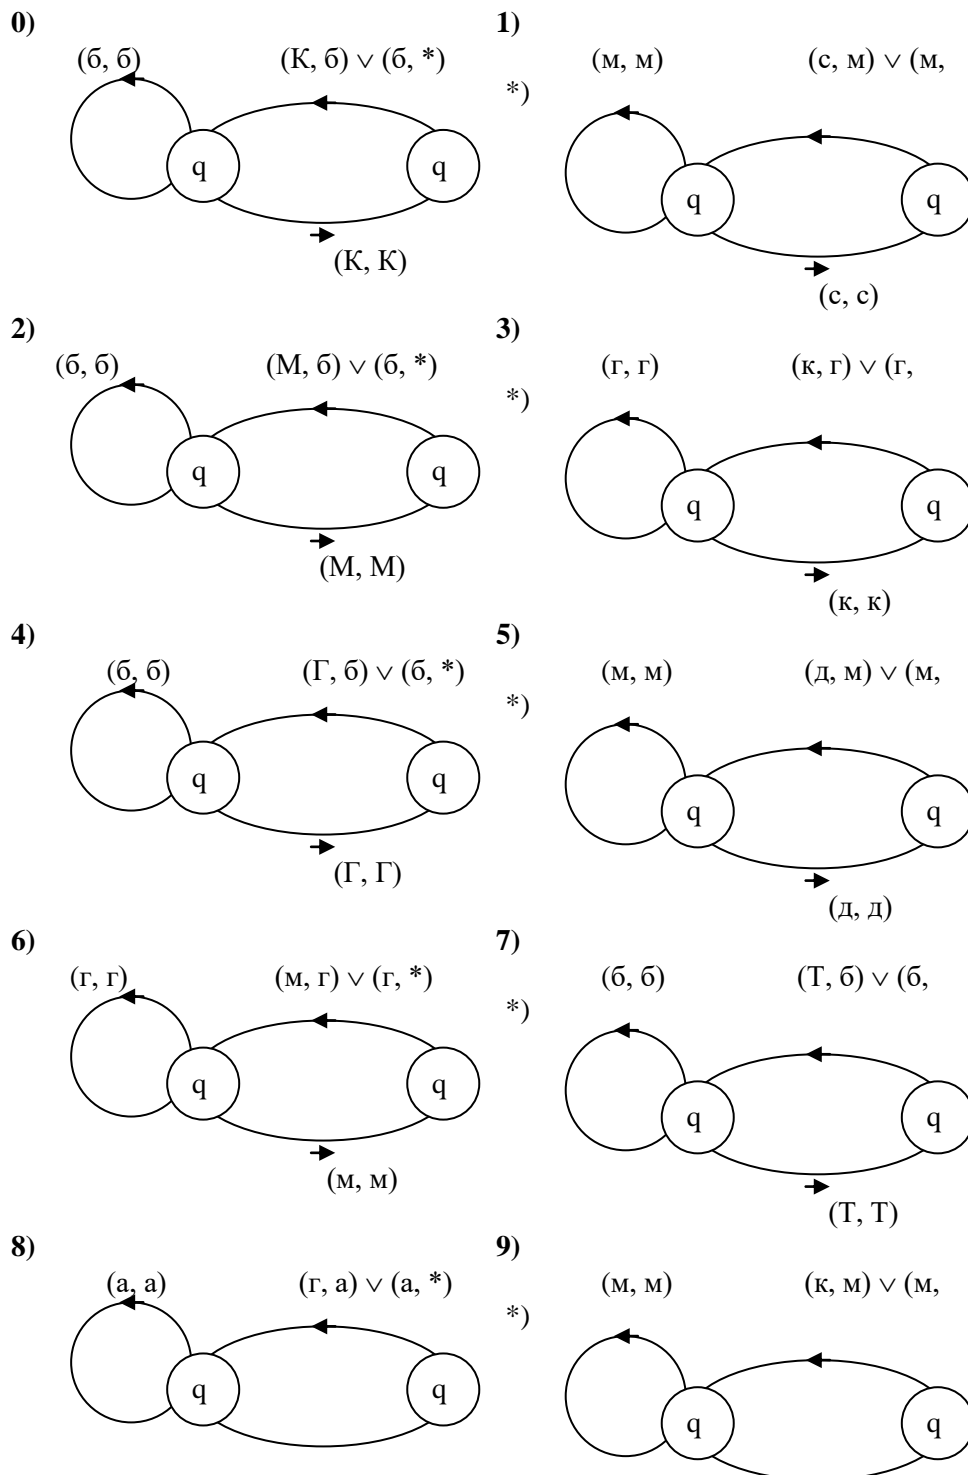 0) 1)
(б, б) (К, б) ∨ (б, *) (м, м) (с, м) ∨ (м,
*)
q q q q
(К, К) (с, с)
2) 3)
(б, б) (М, б) ∨ (б, *) (г, г) (к, г) ∨ (г,
*)
q q q q
(М, М) (к, к)
4) 5)
(б, б) (Г, б) ∨ (б, *) (м, м) (д, м) ∨ (м,
*)
q q q q
(Г, Г) (д, д)
6) 7)
(г, г) (м, г) ∨ (г, *) (б, б) (Т, б) ∨ (б,
*)
q q q q
(м, м) (Т, Т)
8) 9)
(а, а) (г, а) ∨ (а, *) (м, м) (к, м) ∨ (м,
*)
q q q q